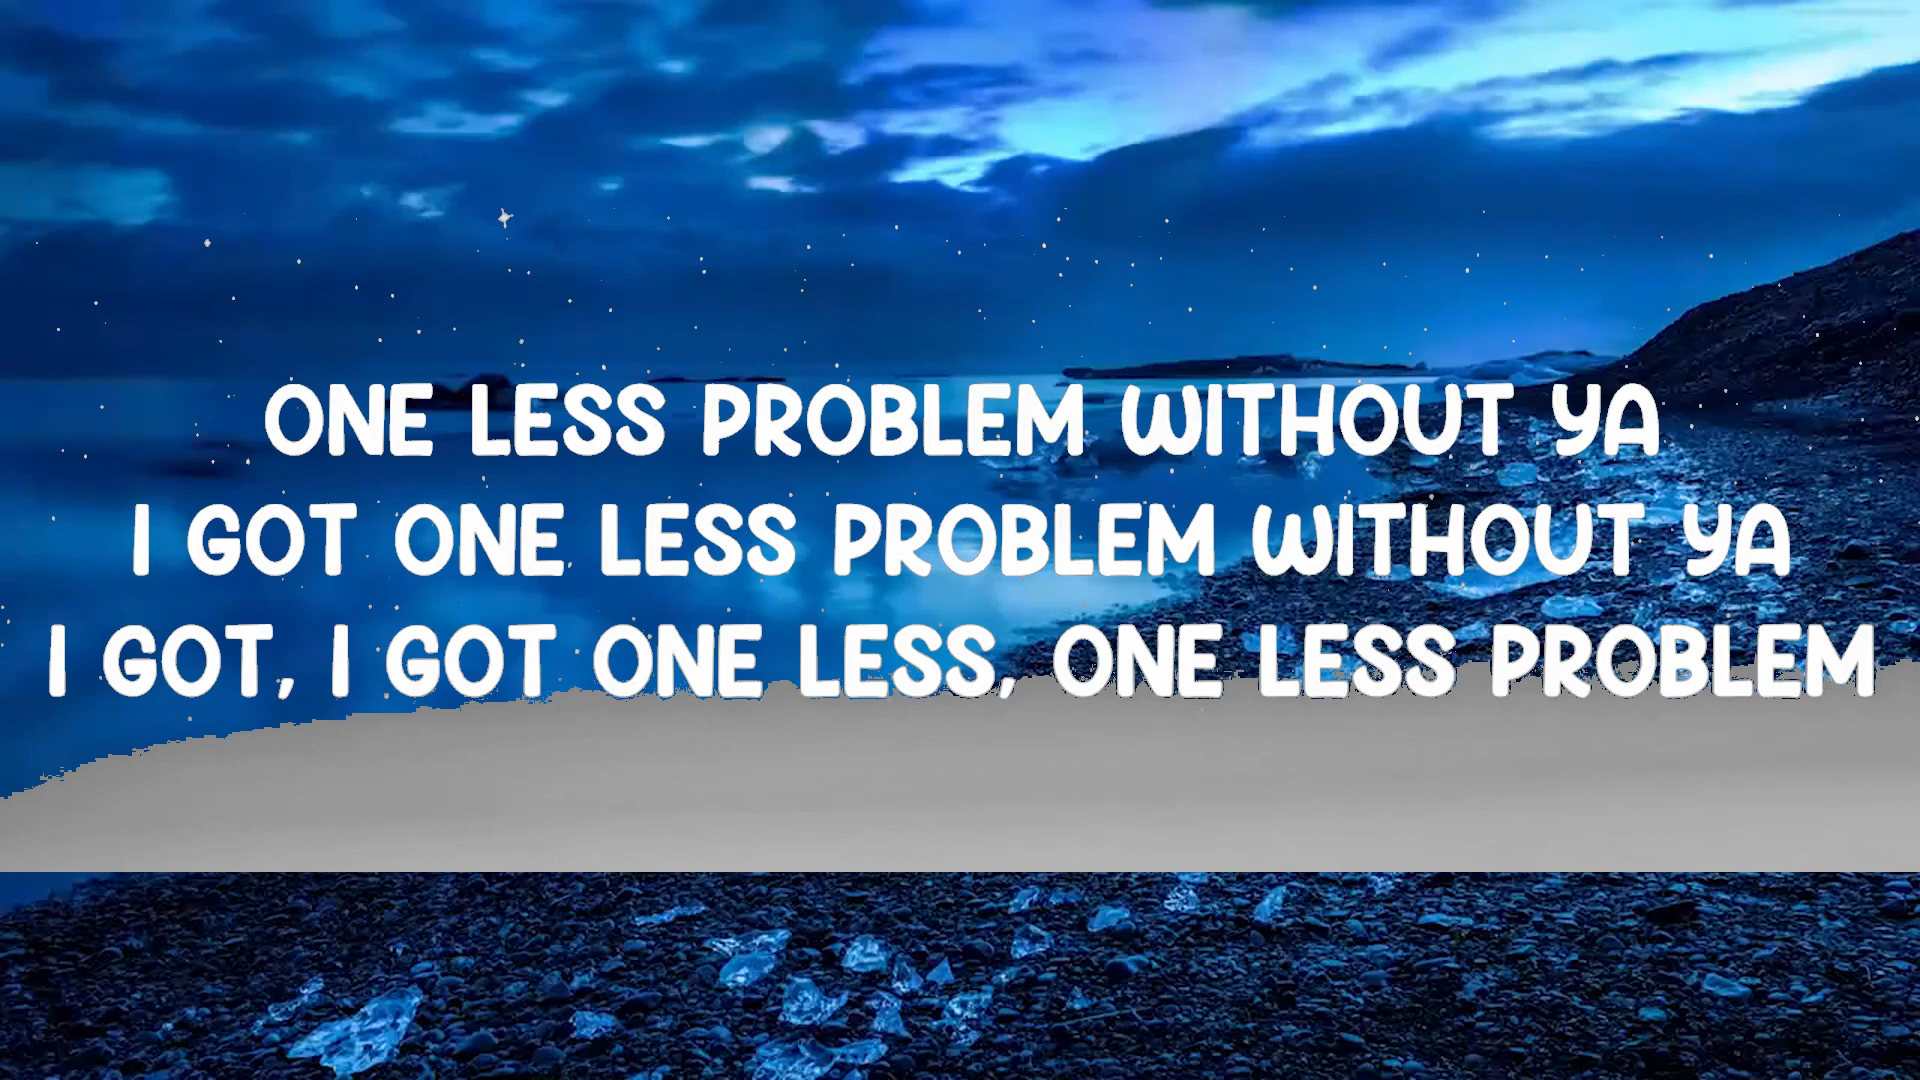 ONE LESS PROBLEM WITHOUT YA
I GOT ONE LESS PROBLEM WITHOUT YA
I GOT, I GOT ONE LESS, ONE LESS PROBLEM